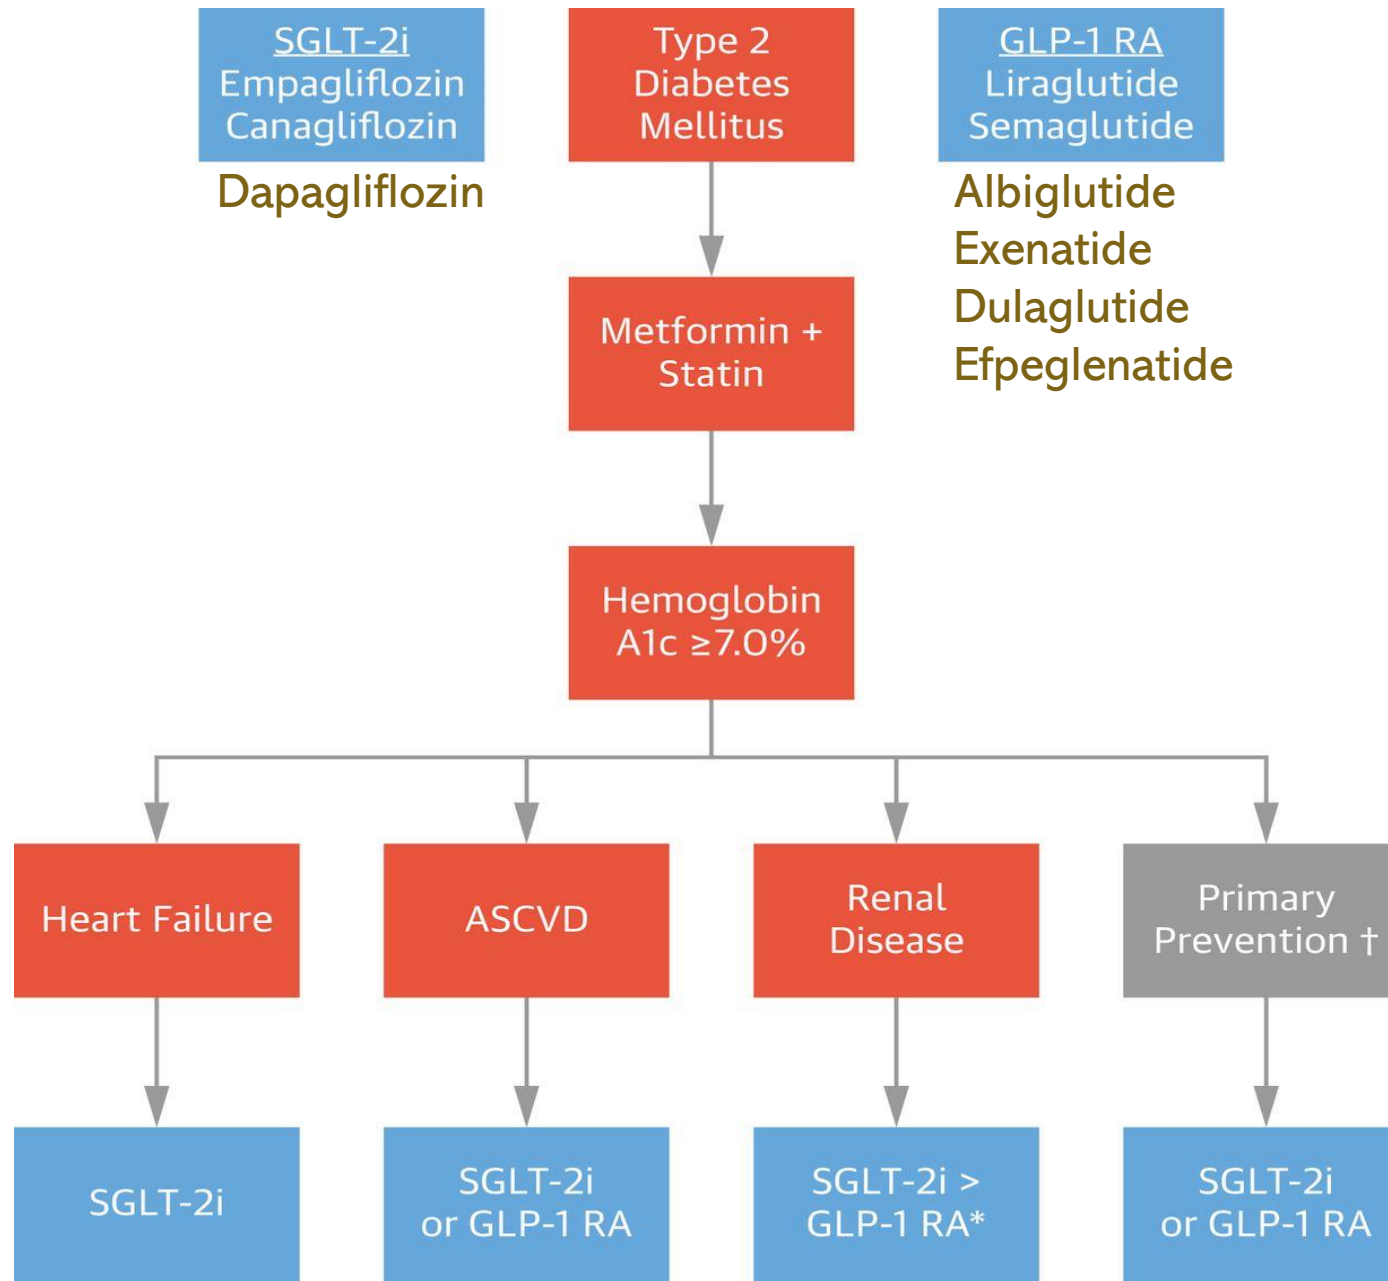 SGLT-2i
Empagliflozin
Canagliflozin
Dapagliflozin
Type 2
Diabetes
Mellitus
GLP-1 RA
Liraglutide
Semaglutide
Albiglutide
Exenatide
Dulaglutide
Efpeglenatide
Metformin +
Statin
Hemoglobin
A1c ≥7.0%
Heart Failure
ASCVD
Renal
Disease
Primary
Prevention †
SGLT-2i
SGLT-2i
or GLP-1 RA
SGLT-2i >
GLP-1 RA*
SGLT-2i
or GLP-1 RA